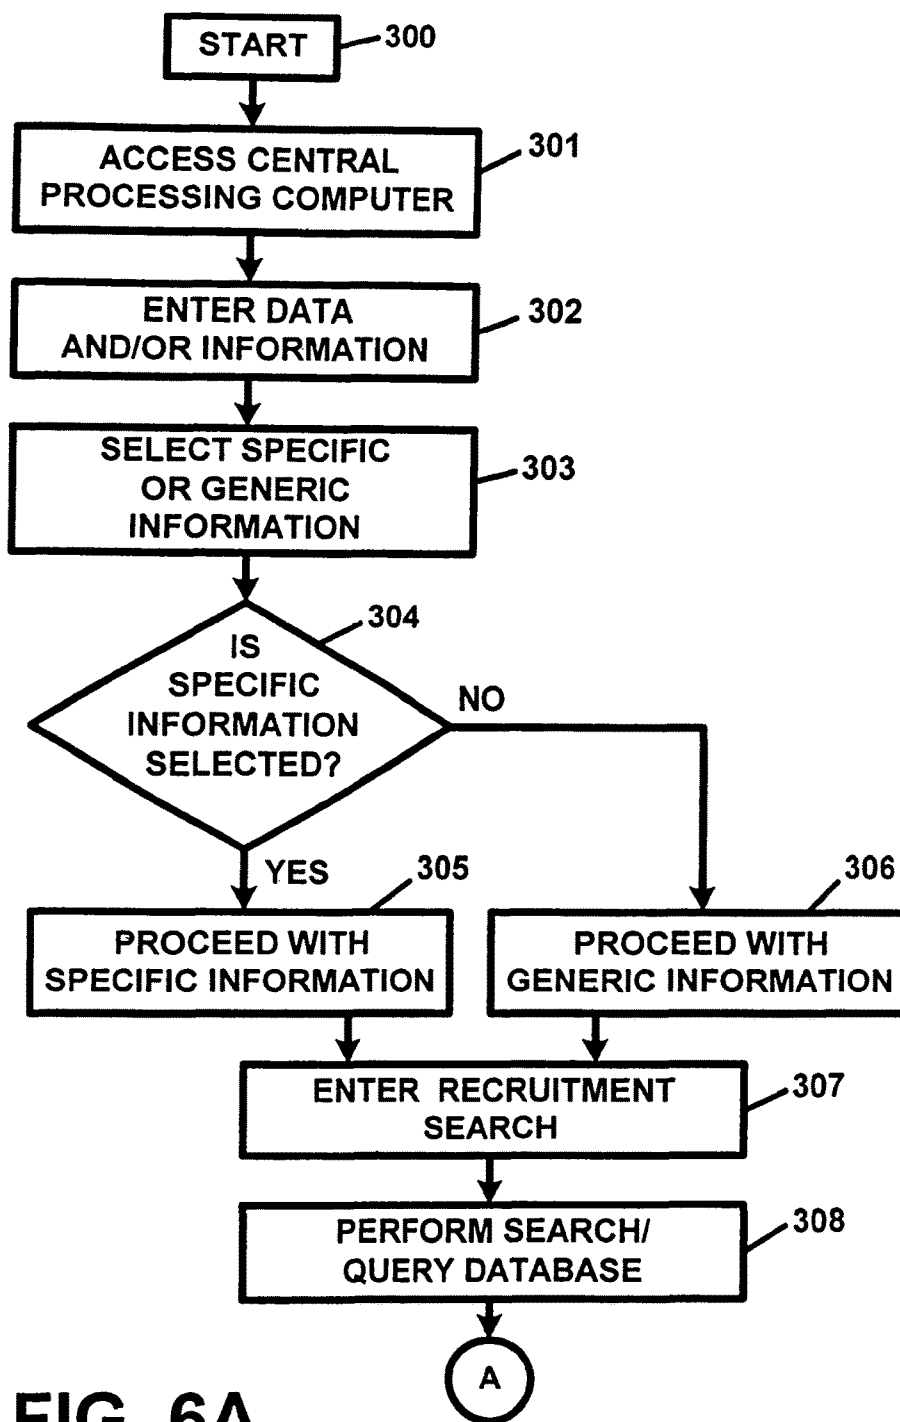 START
300
ACCESS CENTRAL
PROCESSING COMPUTER
301
ENTER DATA
AND/OR INFORMATION
302
SELECT SPECIFIC
OR GENERIC
INFORMATION
303
304
IS
SPECIFIC
INFORMATION
SELECTED?
NO
YES
305
306
PROCEED WITH
SPECIFIC INFORMATION
PROCEED WITH
GENERIC INFORMATION
ENTER RECRUITMENT
SEARCH
307
PERFORM SEARCH/
QUERY DATABASE
308
A
FIG. 6A